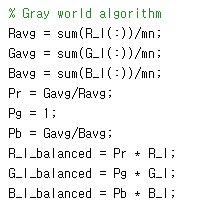 % Gray world algorithm
Ravg = sum(R_I(:))/mn;
Gavg = sum(G_I(:))/mn;
Bavg = sum(B_I(:))/mn;
Pr = Gavg/Ravg;
Pg = 1;
Pb = Gavg/Bavg;
R_I_balanced = Pr * R_I;
G_I_balanced = Pg * G_I;
B_I_balanced = Pb * B_I;